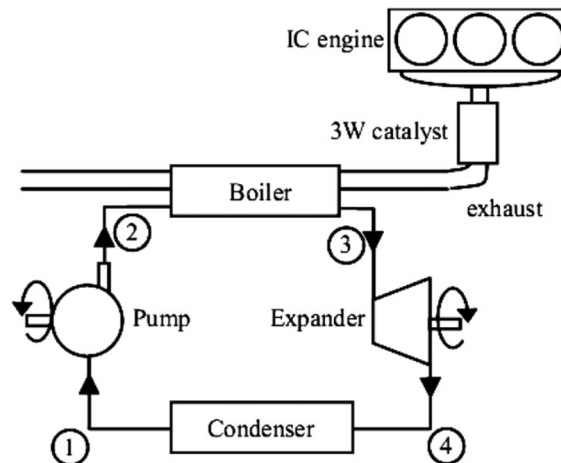 IC engine
3W catalyst
Boiler
exhaust
2
3
Pump
Expander
Condenser
1
4